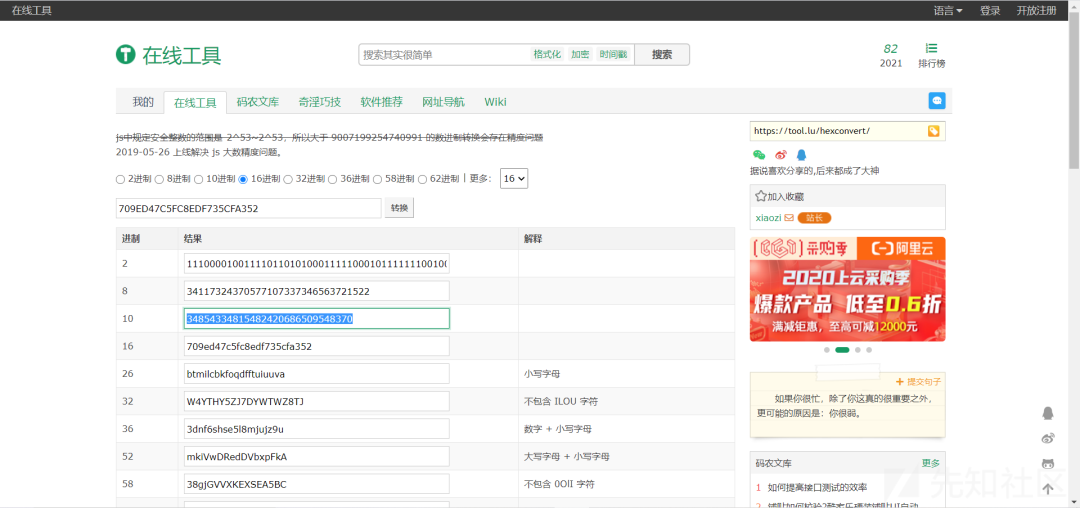 在线工具
语言 登录 开放注册
在线工具
搜索其实很简单 格式化 加密 时间戳 搜索
82
2021
排行榜
我的 在线工具 码农文库 奇淫巧技 软件推荐 网址导航 Wiki
js中规定安全整数的范围是 -2^53~2^53，所以大于 9007199254740991 的数进制转换会存在精度问题
2019-05-26 上线解决 js 大数精度问题。
2进制 8进制 10进制 16进制 32进制 36进制 58进制 62进制 | 更多： 16
709ED47C5FC8EDF735CFA352 转换
进制 结果 解释
2
8 34117324370577107337346563721522
10 34854334815482420686509548370
16 709ed47c5fc8edf735cfa352
26 btmilcbkfoqdfftuiuuva 小写字母
32 W4YTHY5ZJ7DYWTWZ8TJ 不包含 ILOU 字符
36 3dnf6shse5l8mjujz9u 数字 + 小写字母
52 mkiVwDRedDVbxpFkA 大写字母 + 小写字母
58 38gJGVVXKEXSEA5BC 不包含 0OlI 字符
https://tool.lu/hexconvert/
据说喜欢分享的,后来都成了大神
加入收藏
xiaozi 站长
采购季 阿里云
2020上云采购季
爆款产品 低至0.6折
满减钜惠，至高可减12000元
+ 提交句子
如果你很忙，除了你这真的很重要之外，
更可能的原因是：你很弱。
码农文库 更多
1 如何提高接口测试的效率
先知社区